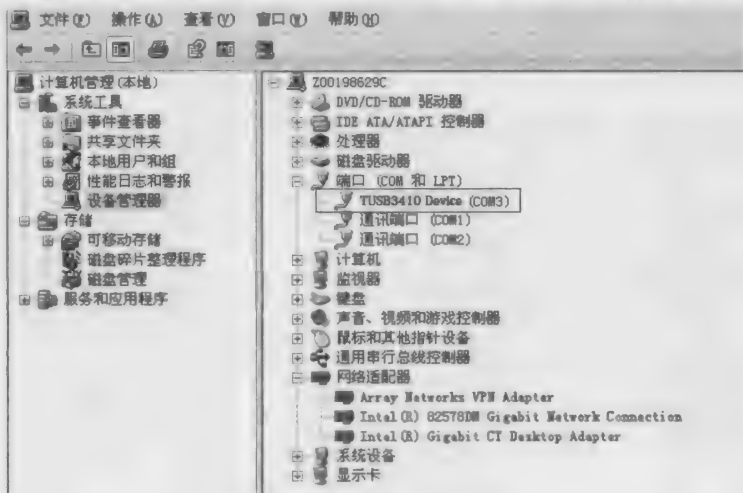 文件(F) 操作(A) 查看(V) 窗口(W) 帮助(H)
计算机管理(本地)
系统工具
事件查看器
共享文件夹
本地用户和组
性能日志和警报
设备管理器
存储
可移动存储
磁盘碎片整理程序
磁盘管理
服务和应用程序
Z00198629C
DVD/CD-ROM 驱动器
IDE ATA/ATAPI 控制器
处理器
磁盘驱动器
端口 (COM 和 LPT)
TUSB3410 Device (COM3)
通讯端口 (COM1)
通讯端口 (COM2)
计算机
监视器
键盘
声音、视频和游戏控制器
鼠标和其他指针设备
通用串行总线控制器
网络适配器
Array Networks VPN Adapter
Intel(R) 82578DM Gigabit Network Connection
Intel(R) Gigabit CT Desktop Adapter
系统设备
显示卡